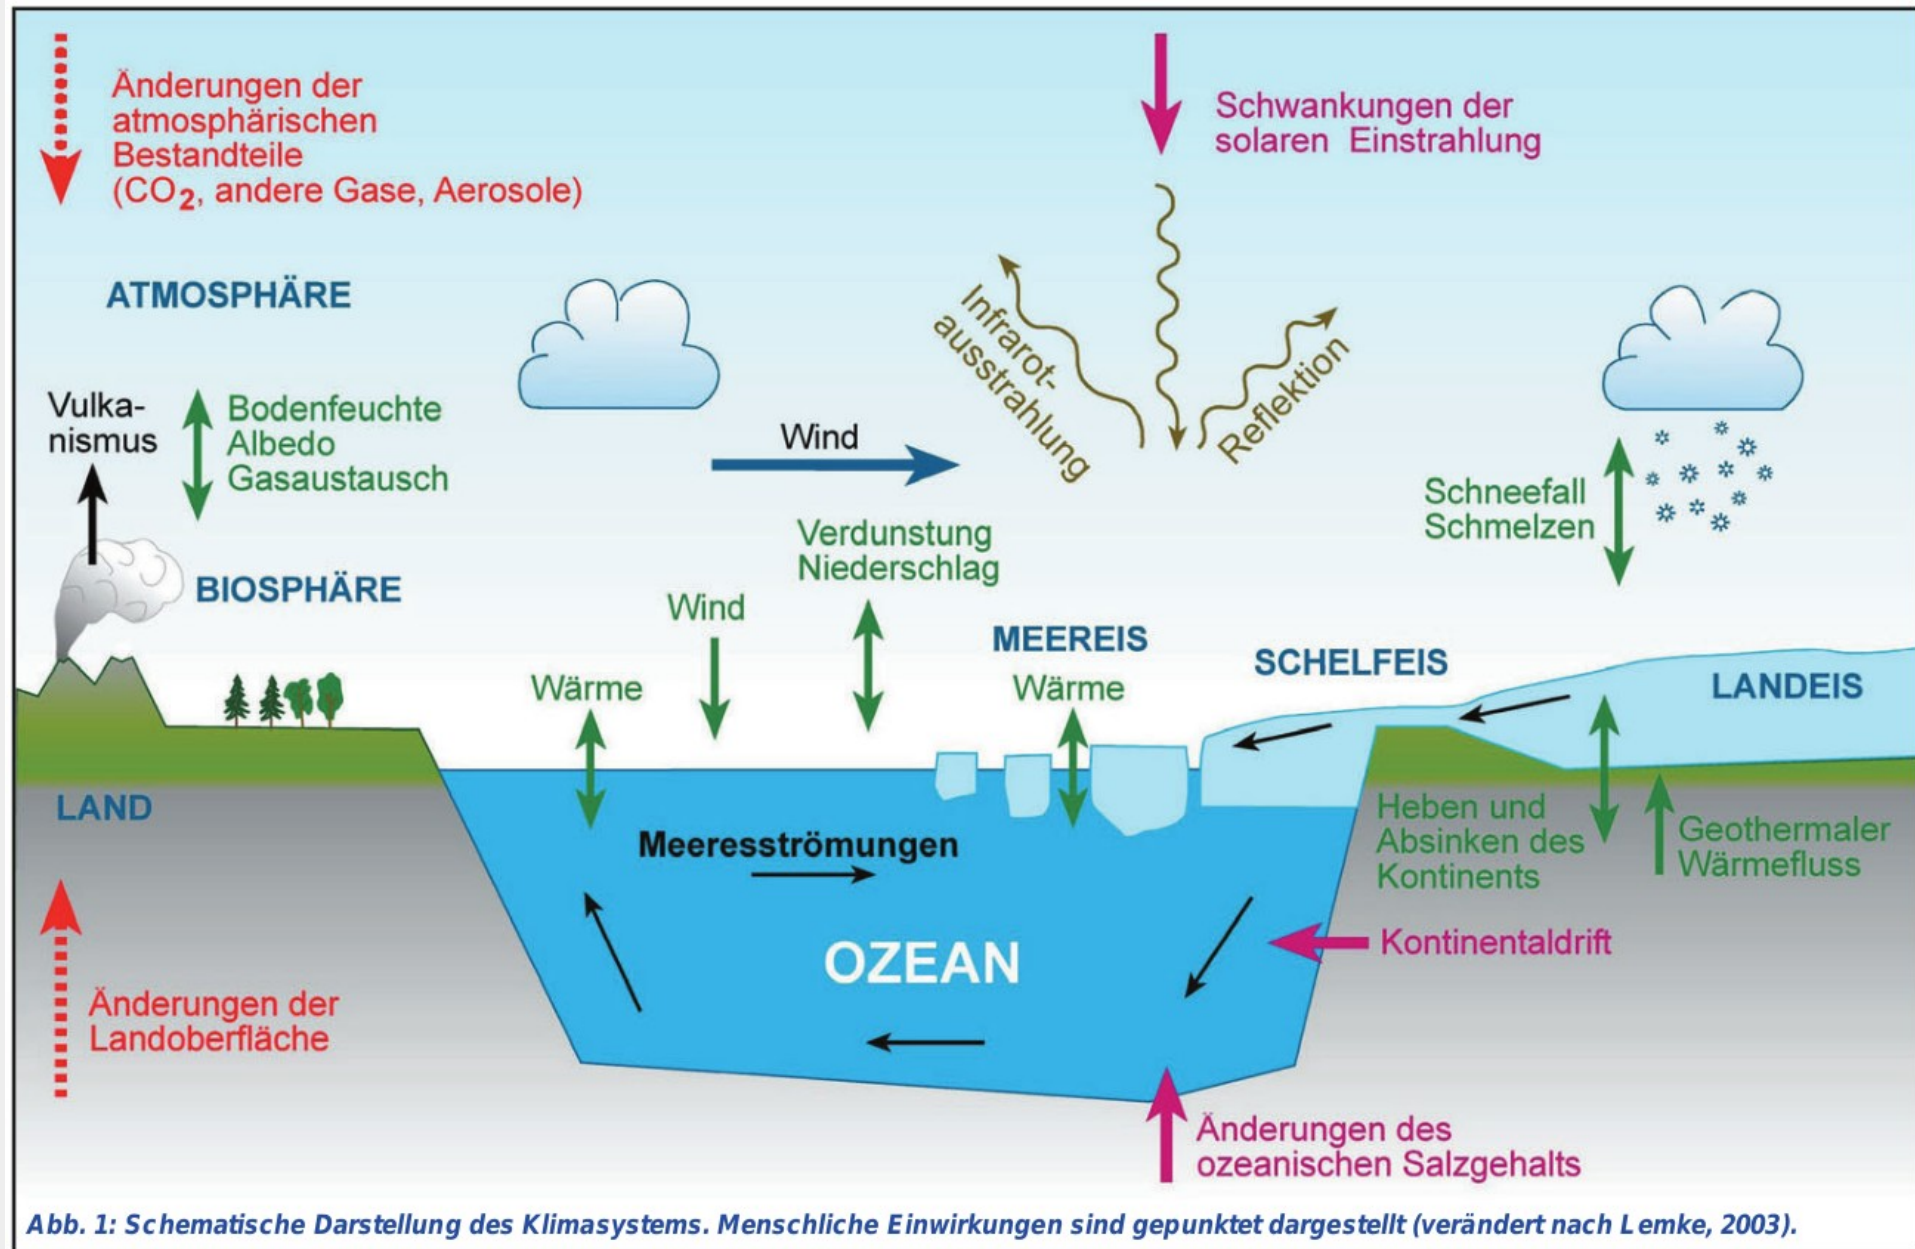 Änderungen der
atmosphärischen
Bestandteile
(CO₂, andere Gase, Aerosole)
Schwankungen der
solaren Einstrahlung
ATMOSPHÄRE
Infrarot-
ausstrahlung
Reflektion
Vulka-
nismus
Bodenfeuchte
Albedo
Gasaustausch
Wind
Schneefall
Schmelzen
BIOSPHÄRE
Verdunstung
Niederschlag
Wind
Wärme
MEEREIS
Wärme
SCHELFEIS
LANDEIS
LAND
Meeresströmungen
Heben und
Absinken des
Kontinents
Geothermaler
Wärmefluss
OZEAN
Kontinentaldrift
Änderungen der
Landoberfläche
Änderungen des
ozeanischen Salzgehalts
Abb. 1: Schematische Darstellung des Klimasystems. Menschliche Einwirkungen sind gepunktet dargestellt (verändert nach Lemke, 2003).